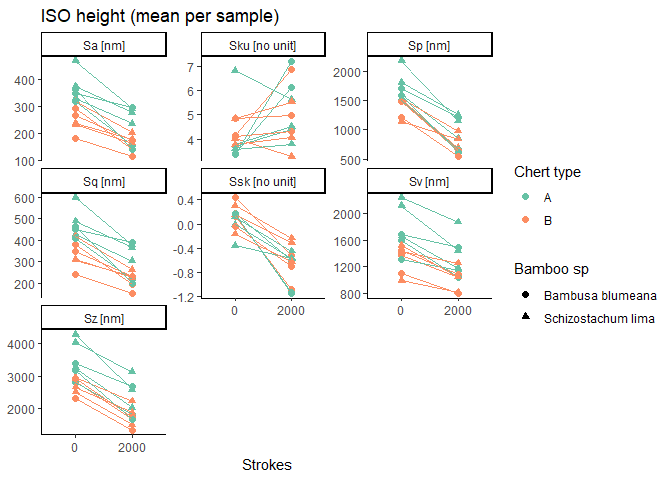 ISO height (mean per sample)
Sa [nm]
Sku [no unit]
Sp [nm]
400
300
200
100
7
6
5
4
2000
1500
1000
500
Sq [nm]
Ssk [no unit]
Sv [nm]
600
500
400
300
200
0.4
0.0
-0.4
-0.8
-1.2
2000
1600
1200
800
0 2000
0 2000
Sz [nm]
4000
3000
2000
0 2000
Strokes
Chert type
A
B
Bamboo sp
Bambusa blumeana
Schizostachum lima